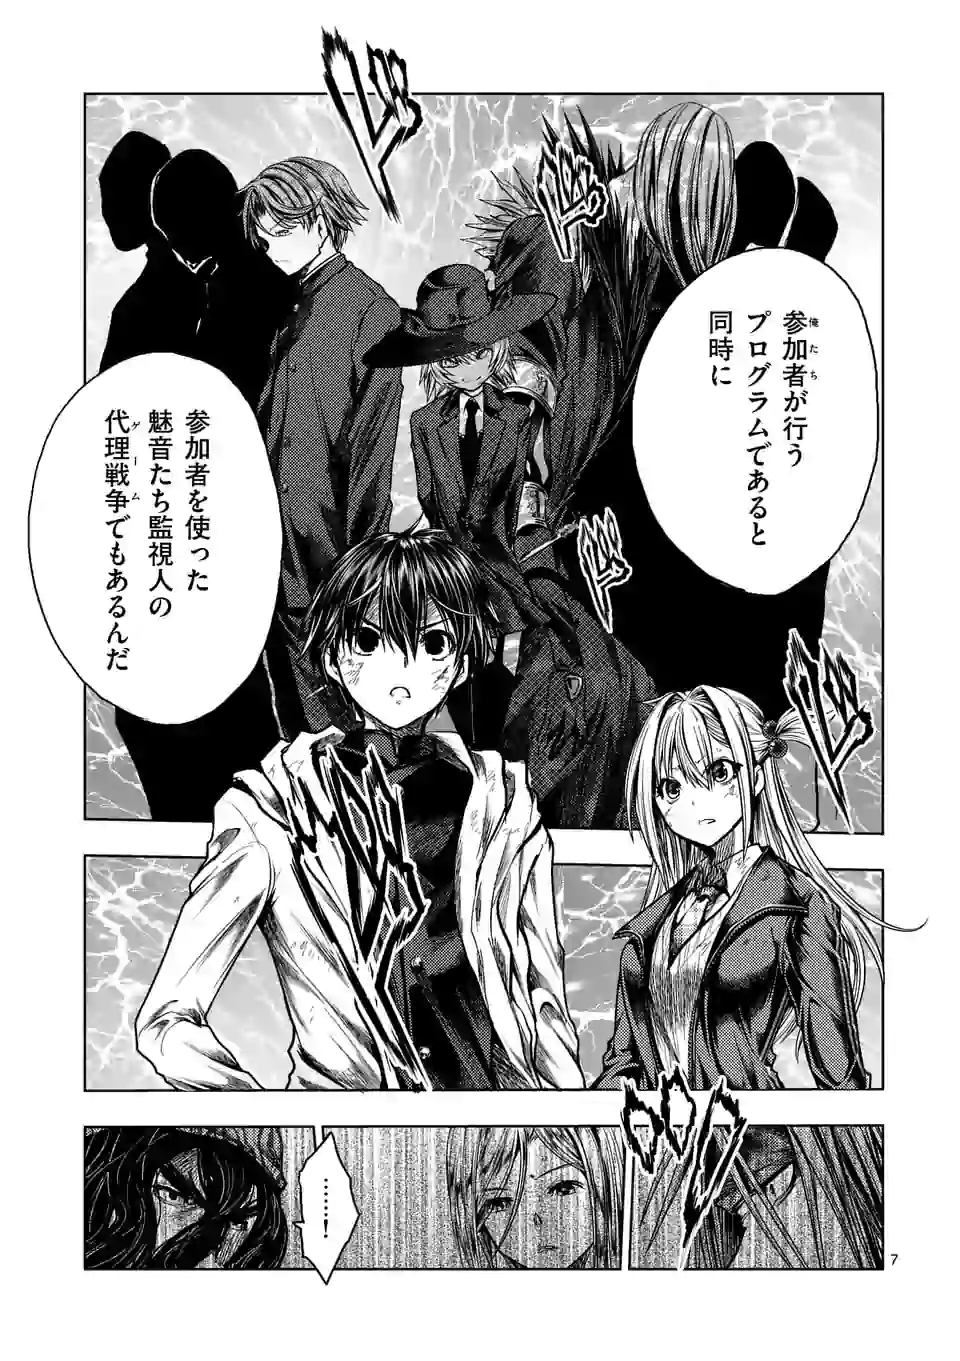 参加者が行う
プログラムであると
同時に
参加者を使った
魅音たち監視人の
代理戦争でもあるんだ
……!
7